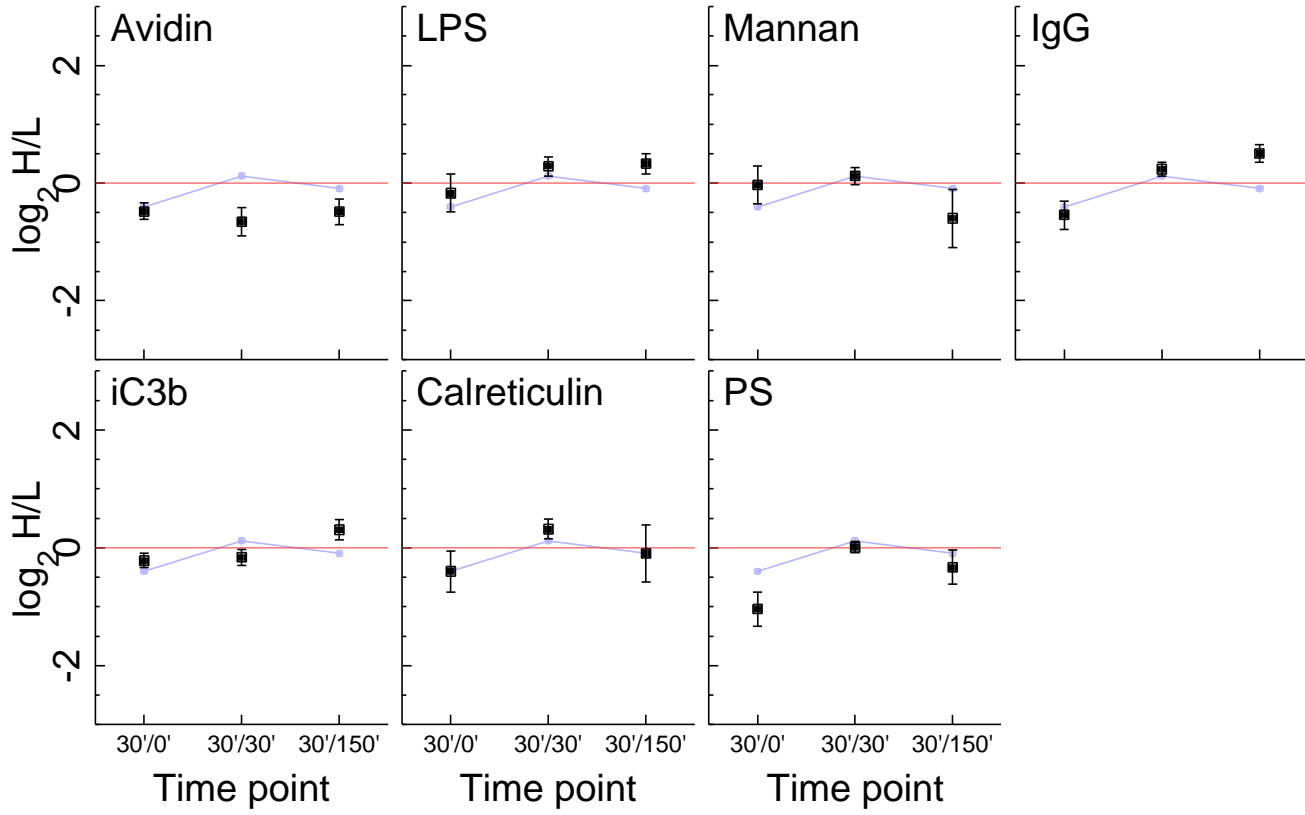 Avidin LPS Mannan IgG
2
0
-2
log2 H/L
iC3b Calreticulin PS
2
0
-2
log2 H/L
30'/0' 30'/30' 30'/150' 30'/0' 30'/30' 30'/150' 30'/0' 30'/30' 30'/150'
Time point Time point Time point